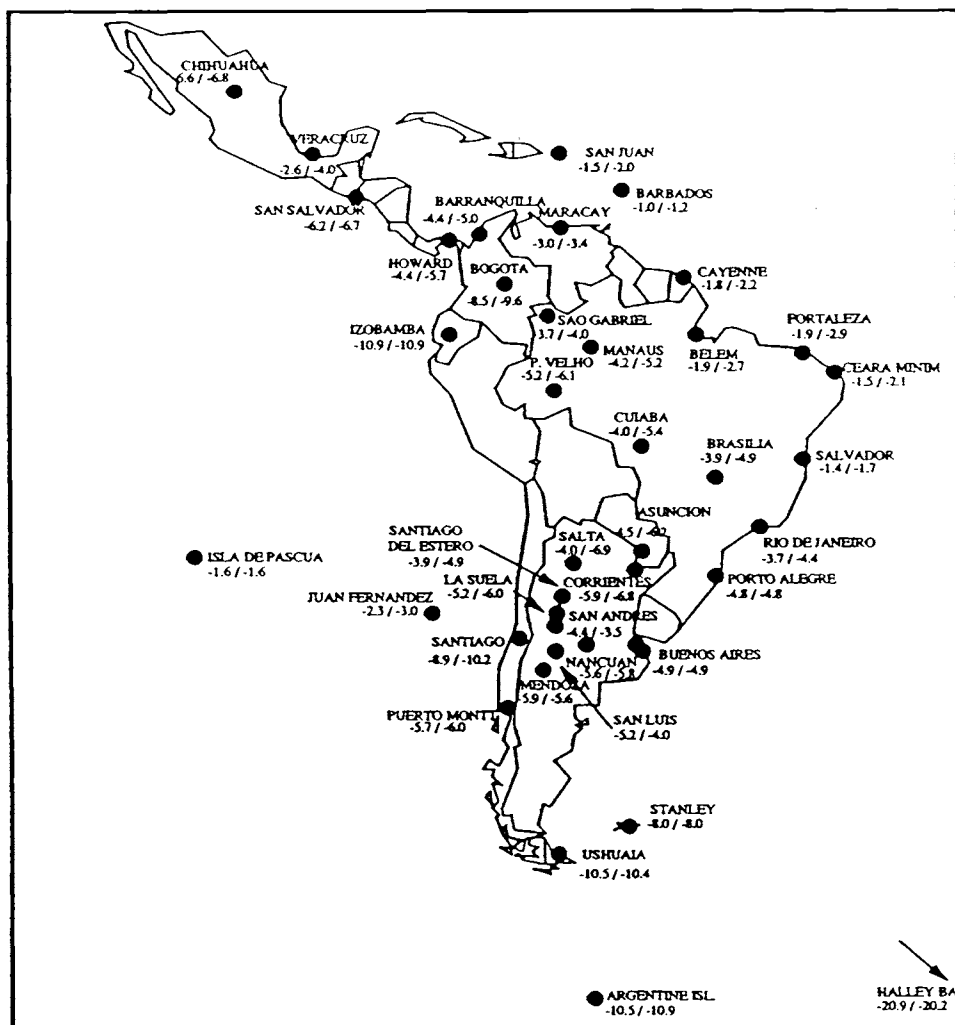 CHIHUAHUA
6.6 / -6.8
VERACRUZ
-2.6 / -4.0
SAN JUAN
-1.5 / -2.0
BARBADOS
-1.0 / -1.2
SAN SALVADOR
-6.2 / -6.7
BARRANQUILLA
-4.4 / -5.0
MARACAY
-3.0 / -3.4
HOWARD
-4.4 / -5.7
BOGOTA
-8.5 / -9.6
CAYENNE
-1.8 / -2.2
IZOBAMBA
-10.9 / -10.9
SAO GABRIEL
3.7 / -4.0
MANAUS
-4.2 / -5.2
BELEM
-1.9 / -2.7
PORTALEZA
-1.9 / -2.9
CEARA MINIM
-1.5 / -2.1
P. VELHO
-5.2 / -6.1
CUIABA
-4.0 / -5.4
BRASILIA
-3.9 / -4.9
SALVADOR
-1.4 / -1.7
ASUNCION
-4.5 / -6.2
SANTIAGO
DEL ESTERO
-3.9 / -4.9
SALTA
-4.0 / -6.9
RIO DE JANEIRO
-3.7 / -4.4
ISLA DE PASCUA
-1.6 / -1.6
LA SUELA
-5.2 / -6.0
CORRIENTES
-5.9 / -6.8
PORTO ALEGRE
-4.8 / -4.8
JUAN FERNANDEZ
-2.3 / -3.0
SAN ANDRES
-4.4 / -3.5
SANTIAGO
-8.9 / -10.2
NANCUAN
-5.6 / -5.8
BUENOS AIRES
-4.9 / -4.9
MENDOZA
-5.9 / -5.6
PUERTO MONTT
-5.7 / -6.0
SAN LUIS
-5.2 / -4.0
STANLEY
-8.0 / -8.0
USHUAIA
-10.5 / -10.4
HALLEY BA
-20.9 / -20.2
ARGENTINE ISL.
-10.5 / -10.9